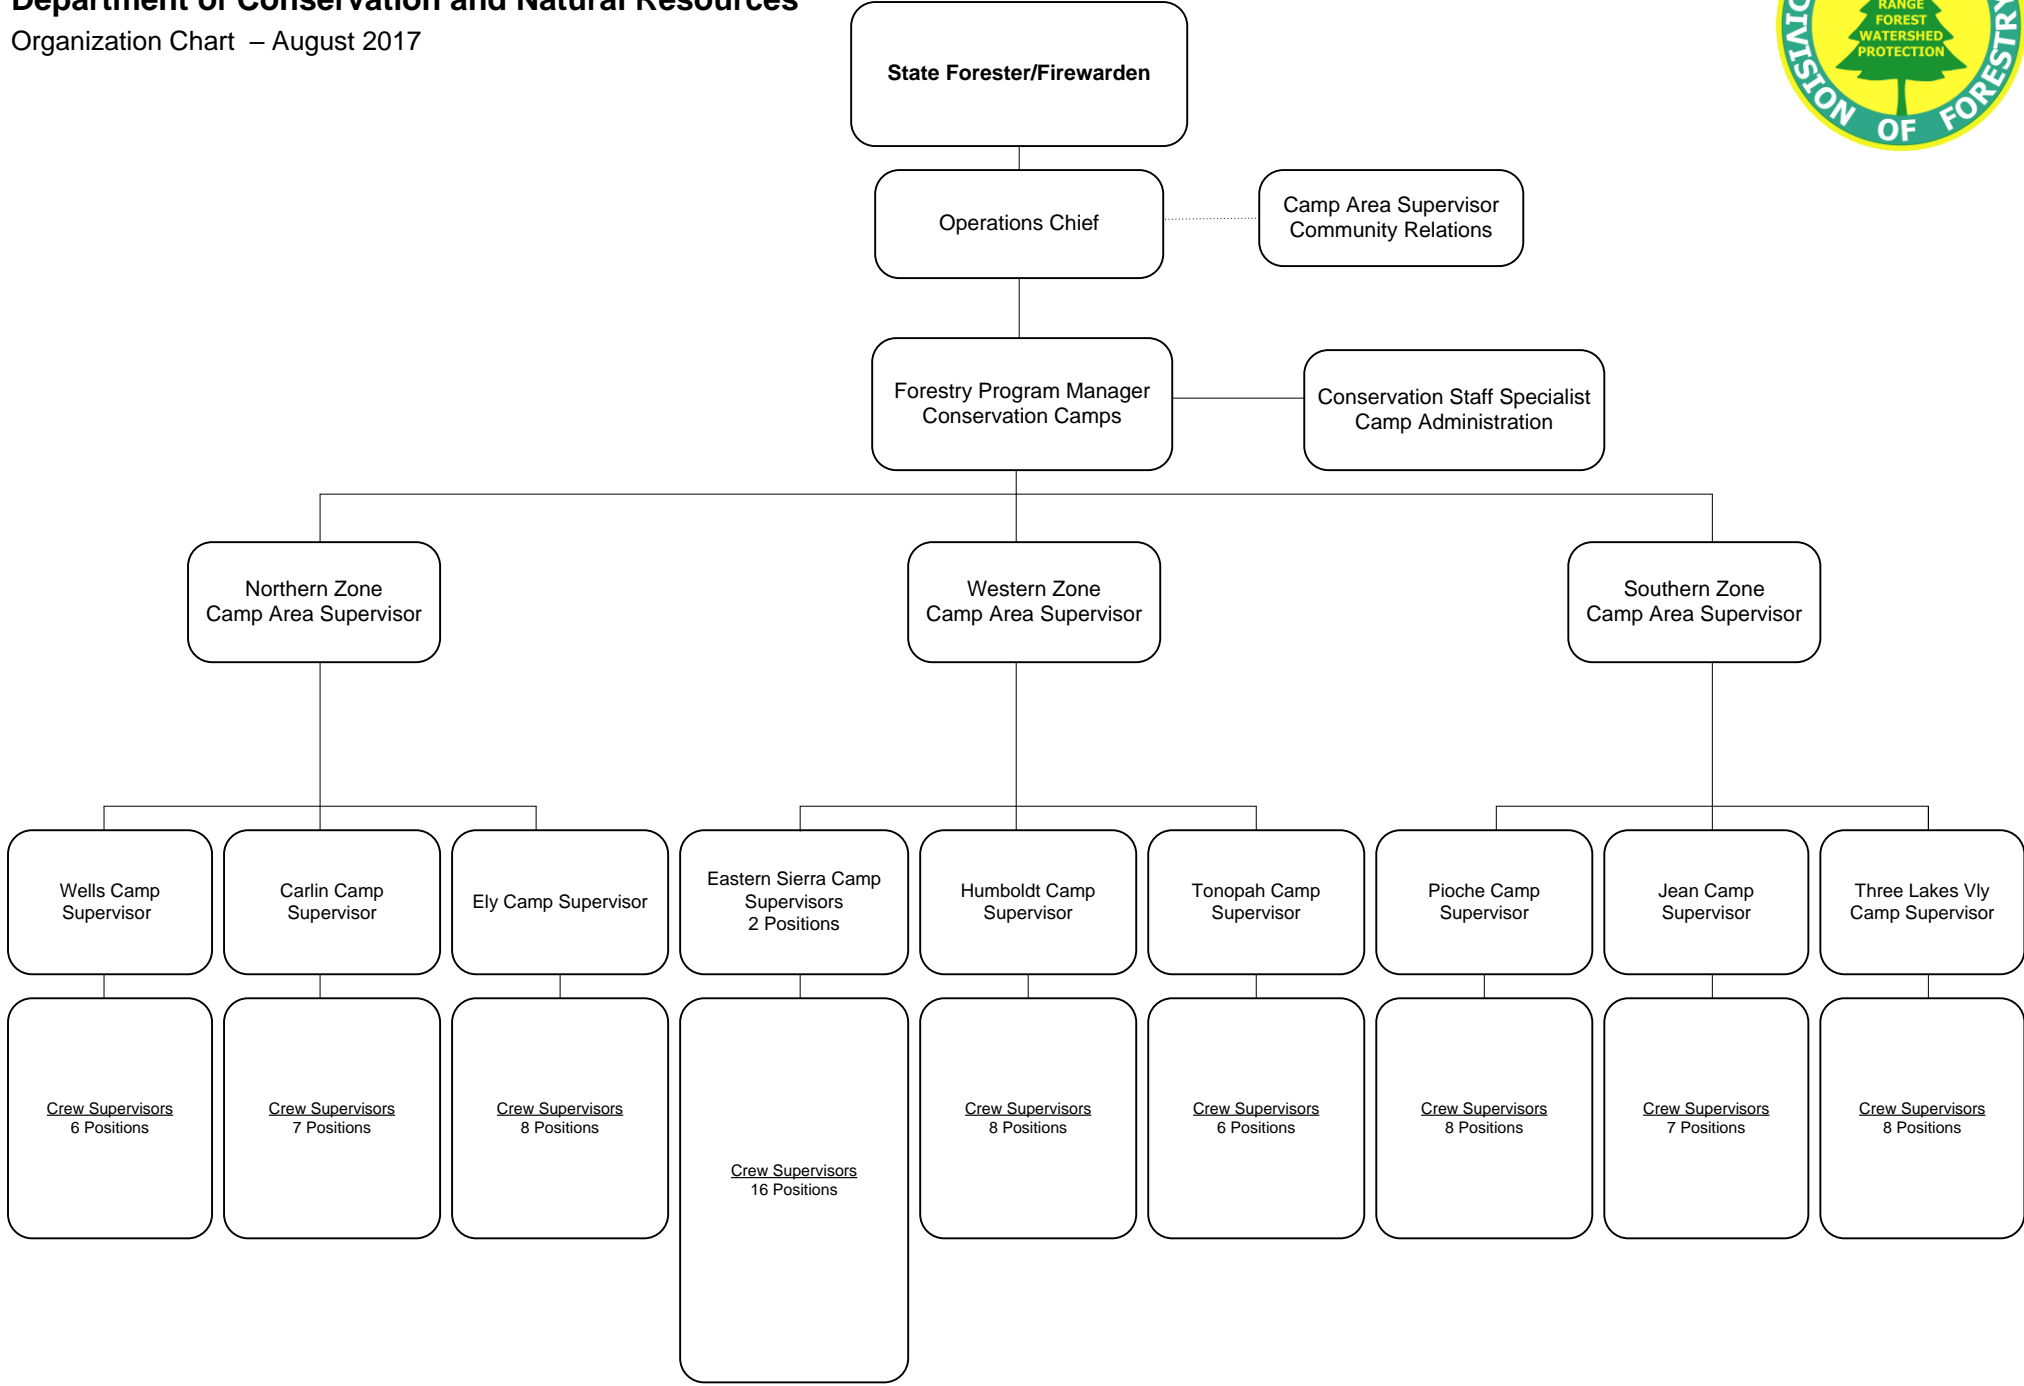 Department of Conservation and Natural Resources
Organization Chart – August 2017
RANGE
FOREST
WATERSHED
PROTECTION
DIVISION OF FORESTRY
State Forester/Firewarden
Operations Chief
Camp Area Supervisor
Community Relations
Forestry Program Manager
Conservation Camps
Conservation Staff Specialist
Camp Administration
Northern Zone
Camp Area Supervisor
Western Zone
Camp Area Supervisor
Southern Zone
Camp Area Supervisor
Wells Camp
Supervisor
Carlin Camp
Supervisor
Ely Camp Supervisor
Eastern Sierra Camp
Supervisors
2 Positions
Humboldt Camp
Supervisor
Tonopah Camp
Supervisor
Pioche Camp
Supervisor
Jean Camp
Supervisor
Three Lakes Vly
Camp Supervisor
Crew Supervisors
6 Positions
Crew Supervisors
7 Positions
Crew Supervisors
8 Positions
Crew Supervisors
16 Positions
Crew Supervisors
8 Positions
Crew Supervisors
6 Positions
Crew Supervisors
8 Positions
Crew Supervisors
7 Positions
Crew Supervisors
8 Positions